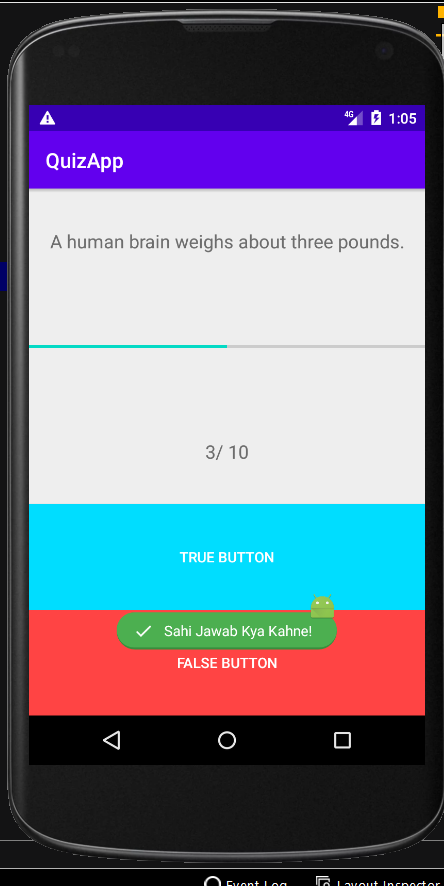 4G 1:05
QuizApp
A human brain weighs about three pounds.
3/ 10
TRUE BUTTON
Sahi Jawab Kya Kahne!
FALSE BUTTON
Event Log Layout Inspector